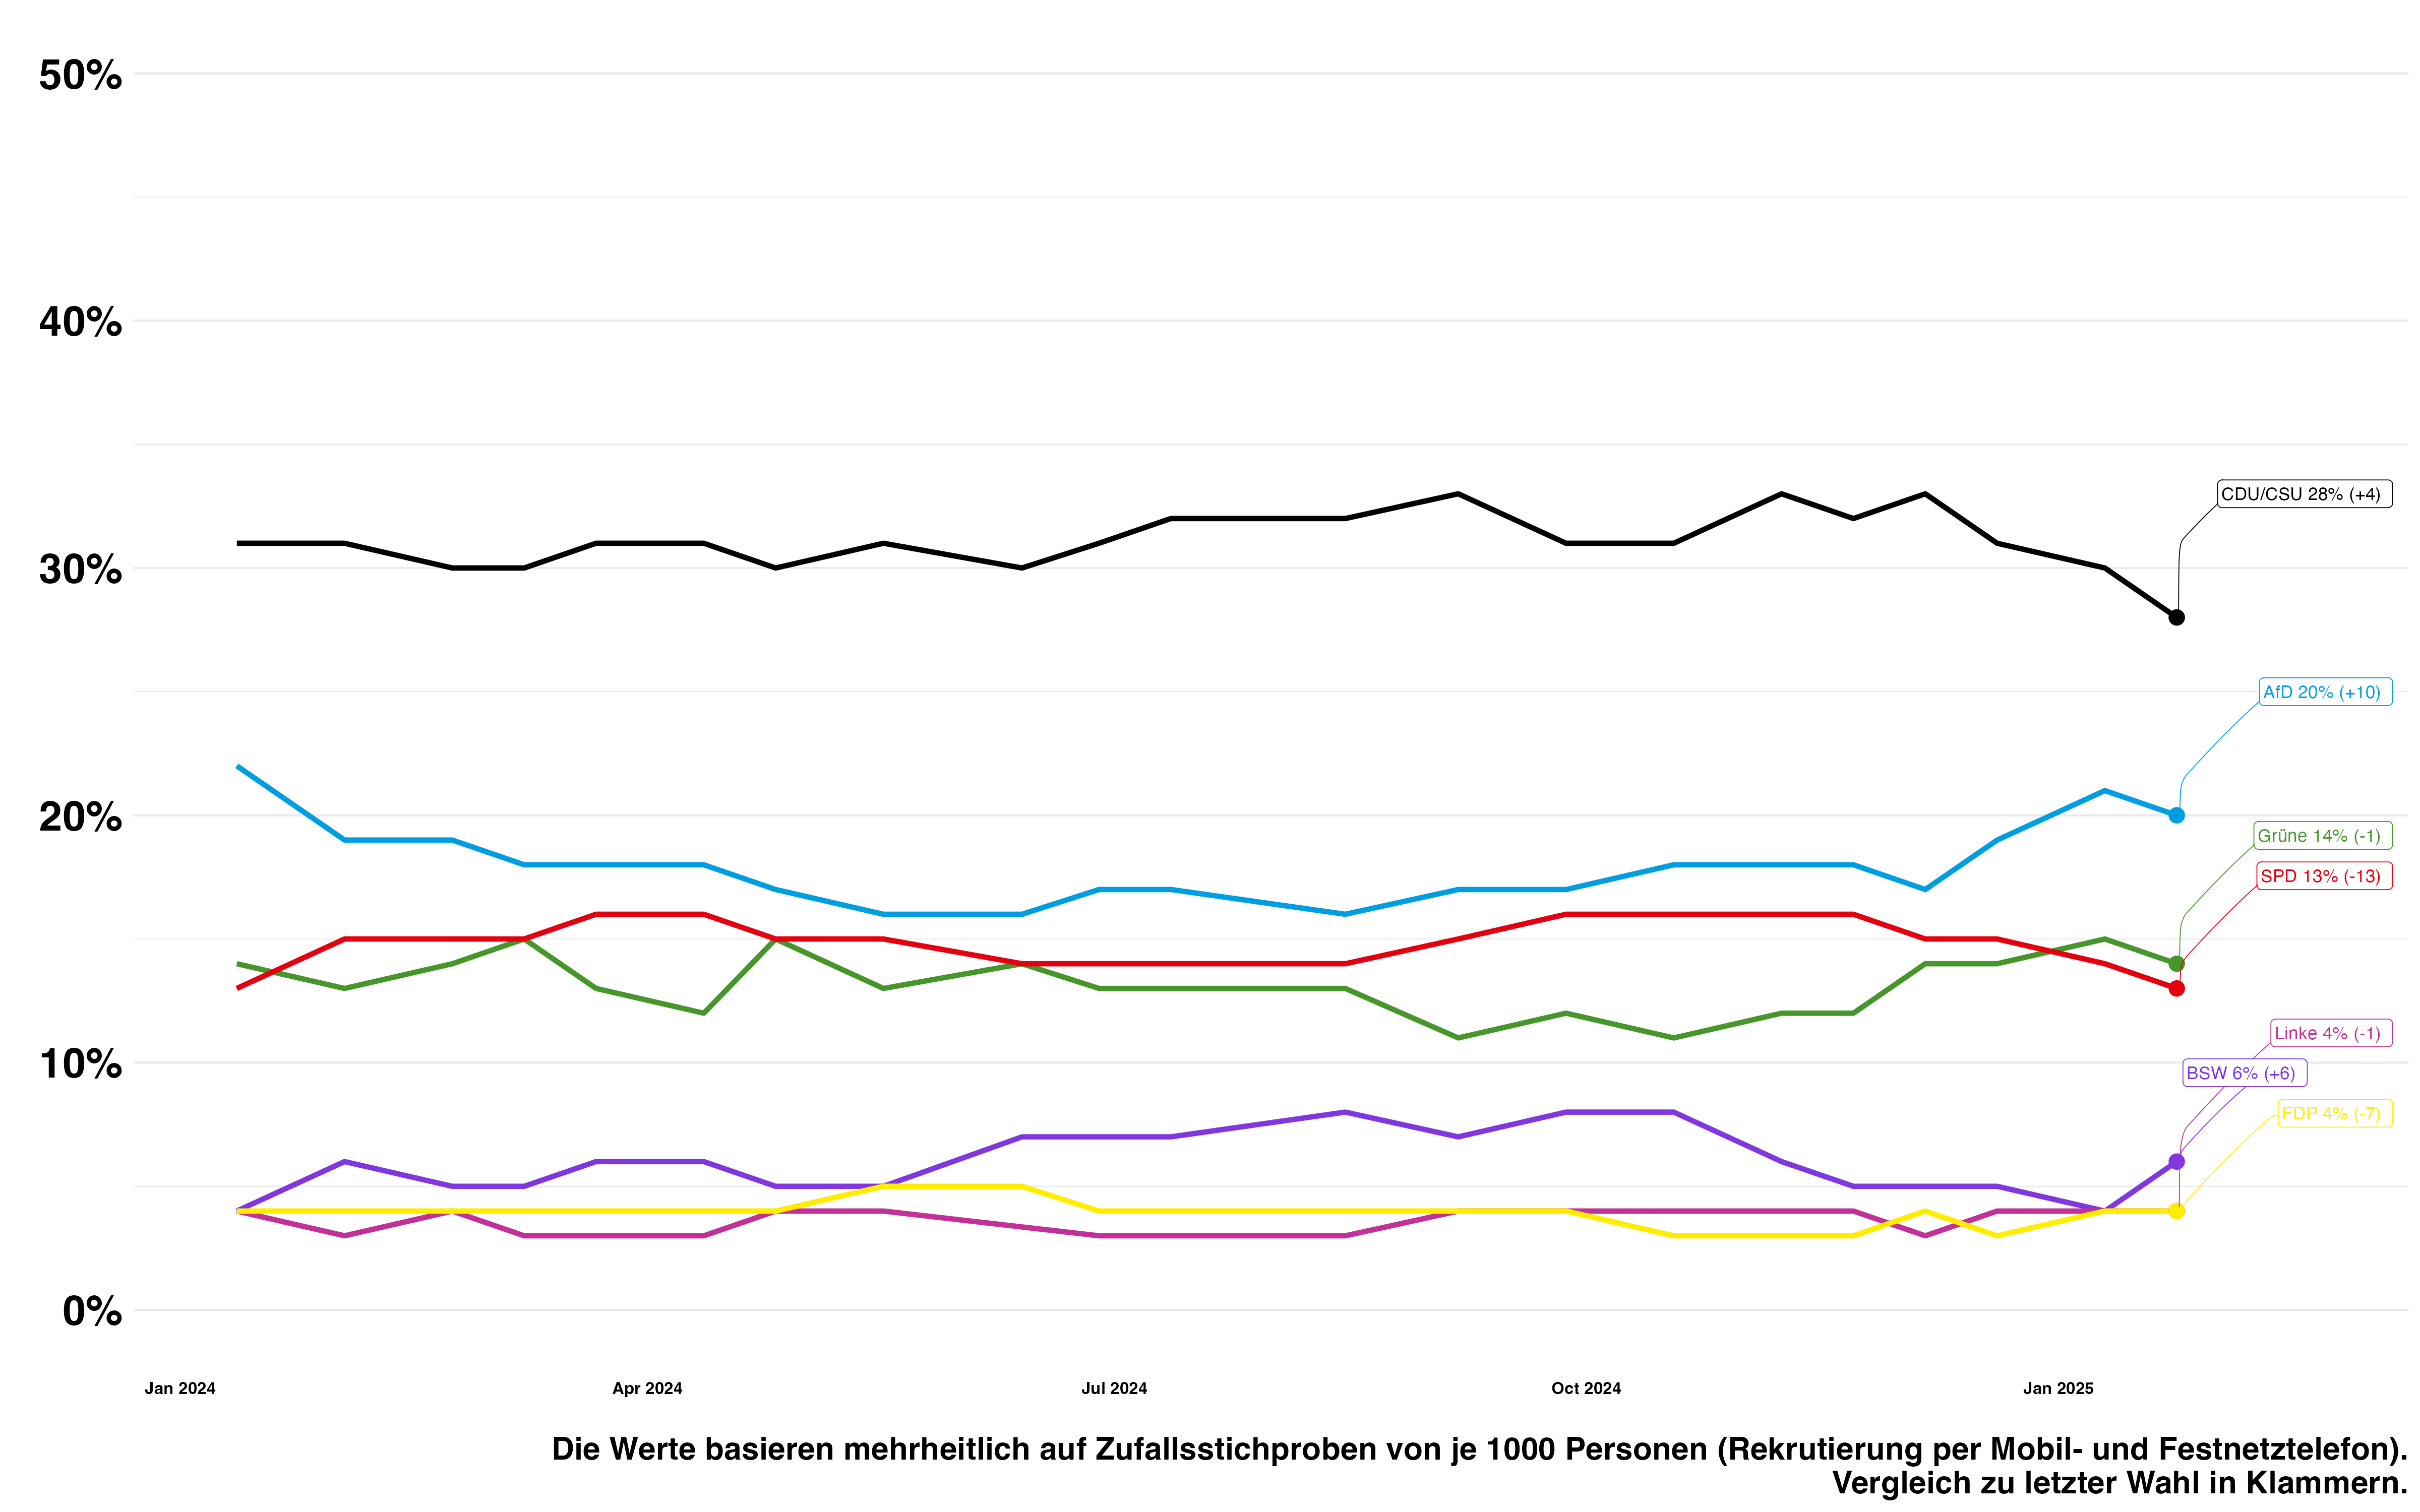 50%
40%
30%
20%
10%
0%
CDU/CSU 28% (+4)
AfD 20% (+10)
Grüne 14% (-1)
SPD 13% (-13)
Linke 4% (-1)
BSW 6% (+6)
FDP 4% (-7)
Jan 2024
Apr 2024
Jul 2024
Oct 2024
Jan 2025
Die Werte basieren mehrheitlich auf Zufallsstichproben von je 1000 Personen (Rekrutierung per Mobil- und Festnetztelefon).
Vergleich zu letzter Wahl in Klammern.